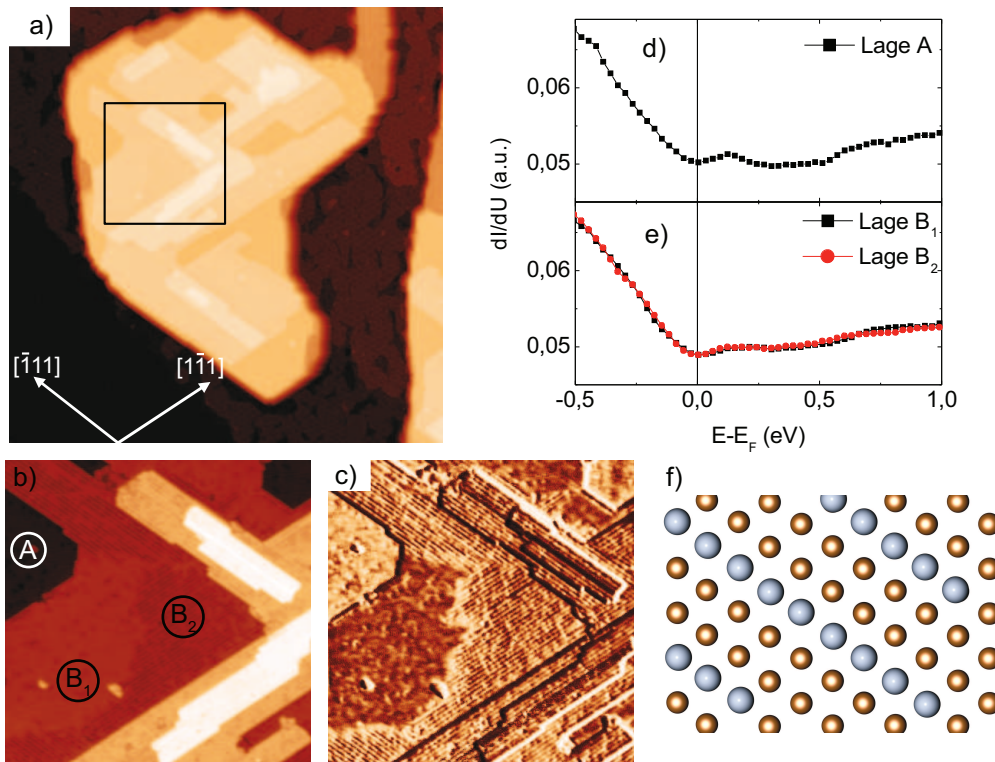 a)
[1̄11]
[11̄1]
b)
A
B₂
B₁
c)
d)
Lage A
0,06
0,05
e)
Lage B₁
Lage B₂
0,06
0,05
dI/dU (a.u.)
-0,5 0,0 0,5 1,0
E-E_F (eV)
f)